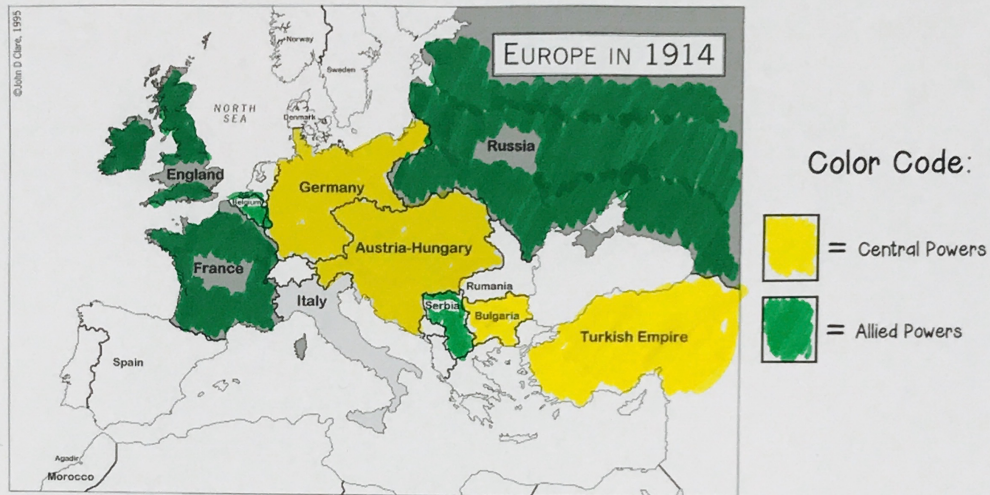 ©John D Clare, 1995
EUROPE IN 1914
Norway
Sweden
NORTH
SEA
Denmark
Russia
England
Germany
Belgium
Austria-Hungary
France
Rumania
Italy
Serbia
Bulgaria
Turkish Empire
Spain
Agadir
Morocco
Color Code:
= Central Powers
= Allied Powers